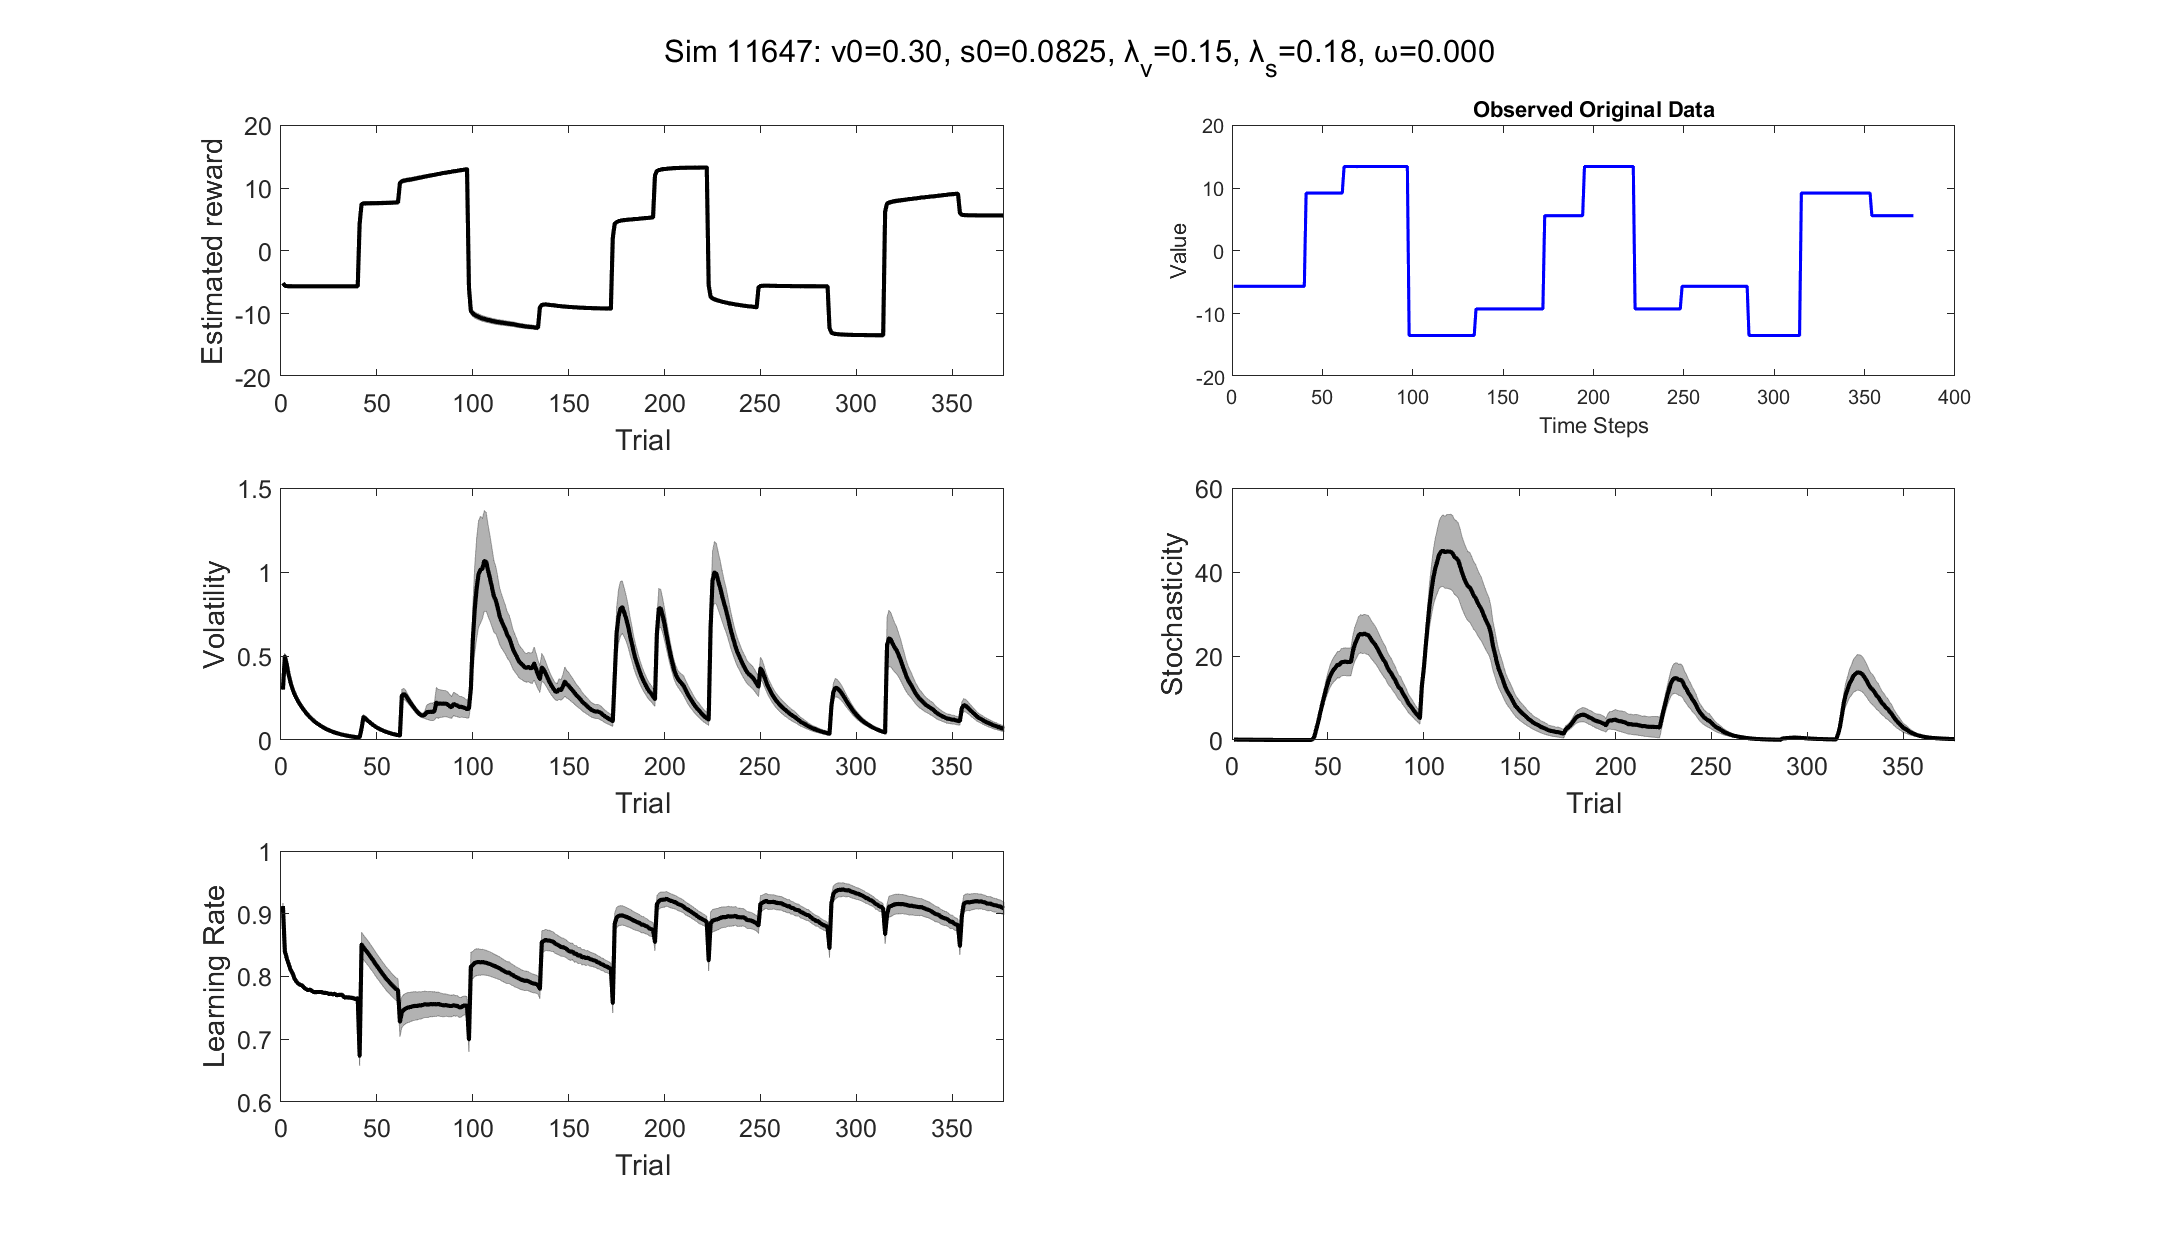 Sim 11647: v0=0.30, s0=0.0825, λv=0.15, λs=0.18, ω=0.000
20
10
0
-10
-20
Estimated reward
0 50 100 150 200 250 300 350
Trial
Observed Original Data
20
10
0
-10
-20
Value
0 50 100 150 200 250 300 350 400
Time Steps
1.5
1
0.5
0
Volatility
0 50 100 150 200 250 300 350
Trial
60
40
20
0
Stochasticity
0 50 100 150 200 250 300 350
Trial
1
0.9
0.8
0.7
0.6
Learning Rate
0 50 100 150 200 250 300 350
Trial